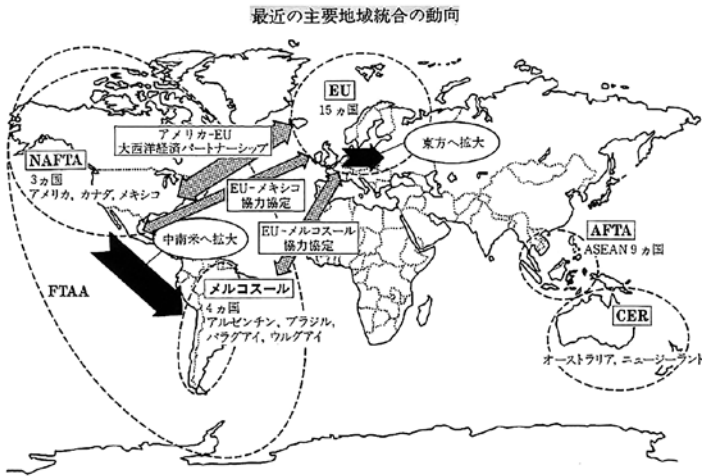 最近の主要地域統合の動向
EU
15ヵ国
アメリカ-EU
大西洋経済パートナーシップ
東方へ拡大
NAFTA
3ヵ国
アメリカ、カナダ、メキシコ
EU-メキシコ
協力協定
EU-メルコスール
協力協定
中南米へ拡大
AFTA
ASEAN 9ヵ国
FTAA
メルコスール
4ヵ国
アルゼンチン、ブラジル、
パラグアイ、ウルグアイ
CER
オーストラリア、ニュージーランド